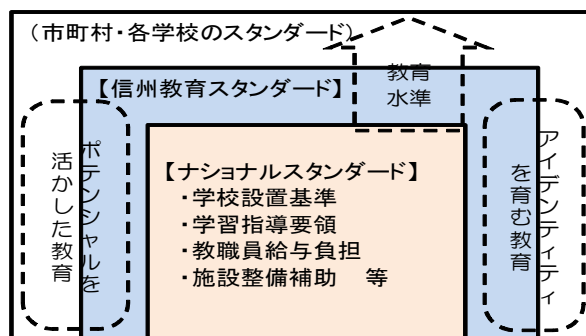 （市町村・各学校のスタンダード）
【信州教育スタンダード】
教育
水準
ポテンシャルを
活かした教育
【ナショナルスタンダード】
・学校設置基準
・学習指導要領
・教職員給与負担
・施設整備補助　等
アイデンティティ
を育む教育